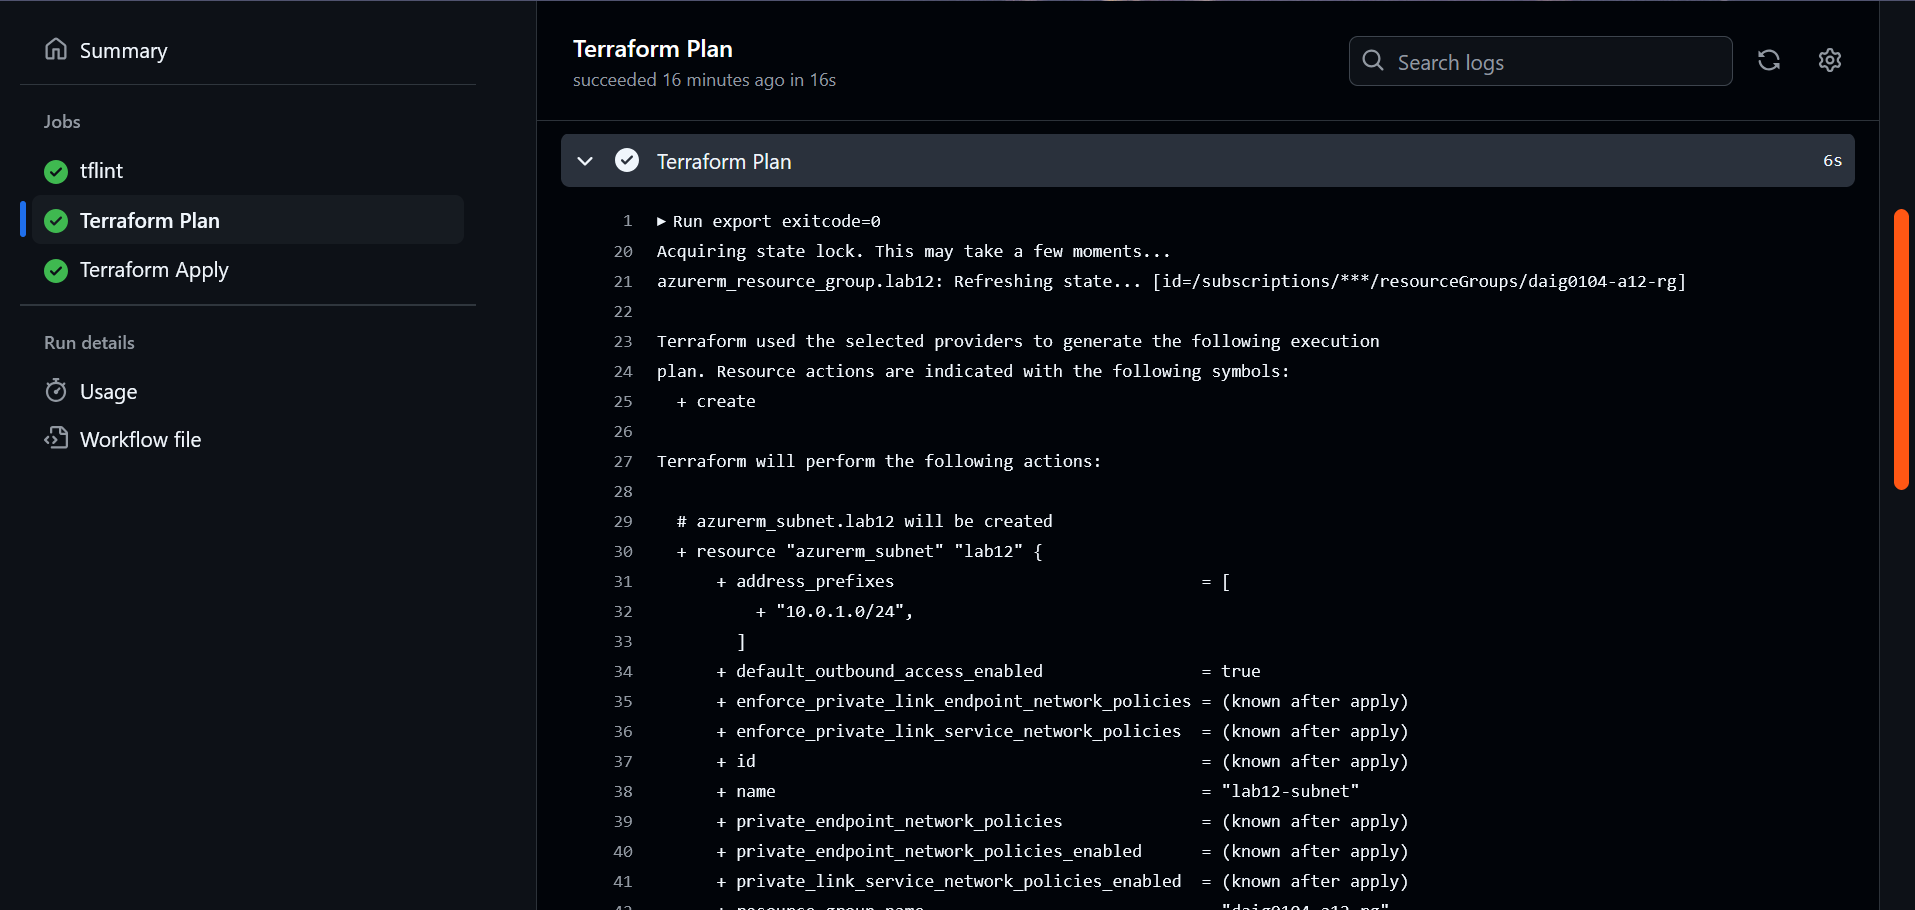 Summary
Jobs
tflint
Terraform Plan
Terraform Apply
Run details
Usage
Workflow file
Terraform Plan
succeeded 16 minutes ago in 16s
Search logs
Terraform Plan 6s
1 ▶ Run export exitcode=0
20 Acquiring state lock. This may take a few moments...
21 azurerm_resource_group.lab12: Refreshing state... [id=/subscriptions/***/resourceGroups/daig0104-a12-rg]
22
23 Terraform used the selected providers to generate the following execution
24 plan. Resource actions are indicated with the following symbols:
25   + create
26
27 Terraform will perform the following actions:
28
29   # azurerm_subnet.lab12 will be created
30   + resource "azurerm_subnet" "lab12" {
31       + address_prefixes                               = [
32           + "10.0.1.0/24",
33         ]
34       + default_outbound_access_enabled                = true
35       + enforce_private_link_endpoint_network_policies = (known after apply)
36       + enforce_private_link_service_network_policies  = (known after apply)
37       + id                                             = (known after apply)
38       + name                                           = "lab12-subnet"
39       + private_endpoint_network_policies              = (known after apply)
40       + private_endpoint_network_policies_enabled      = (known after apply)
41       + private_link_service_network_policies_enabled  = (known after apply)
42       + resource_group_name                            = "daig0104-a12-rg"